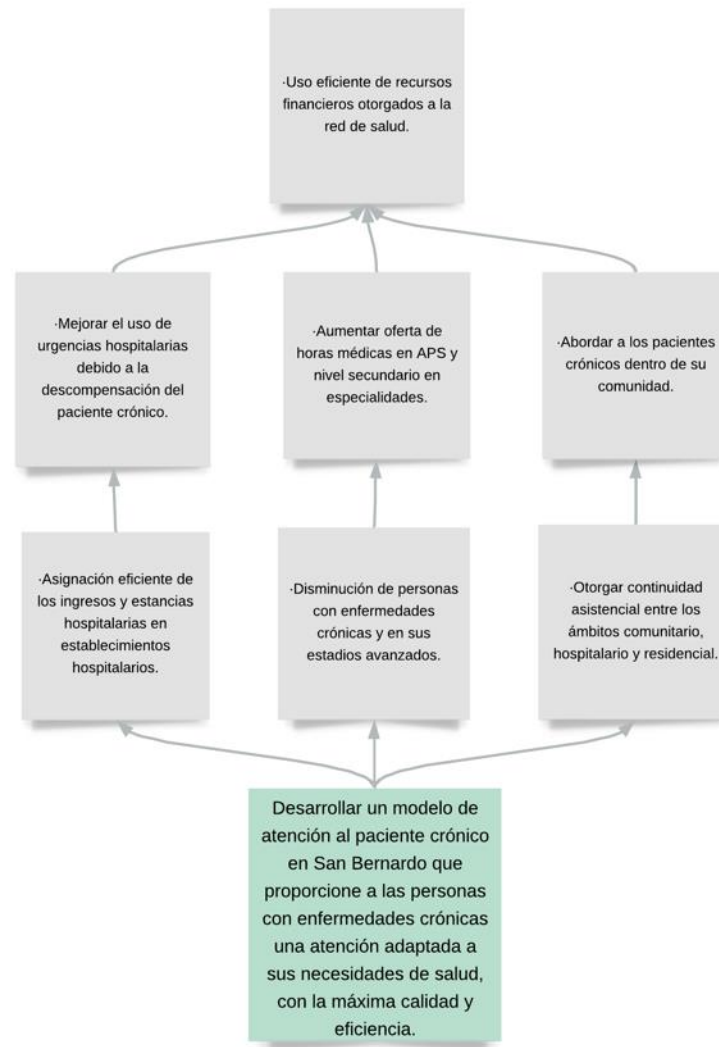 ·Uso eficiente de recursos
financieros otorgados a la
red de salud.
·Mejorar el uso de
urgencias hospitalarias
debido a la
descompensación del
paciente crónico.
·Aumentar oferta de
horas médicas en APS y
nivel secundario en
especialidades.
·Abordar a los pacientes
crónicos dentro de su
comunidad.
·Asignación eficiente de
los ingresos y estancias
hospitalarias en
establecimientos
hospitalarios.
·Disminución de personas
con enfermedades
crónicas y en sus
estadios avanzados.
·Otorgar continuidad
asistencial entre los
ámbitos comunitario,
hospitalario y residencial.
Desarrollar un modelo de
atención al paciente crónico
en San Bernardo que
proporcione a las personas
con enfermedades crónicas
una atención adaptada a
sus necesidades de salud,
con la máxima calidad y
eficiencia.